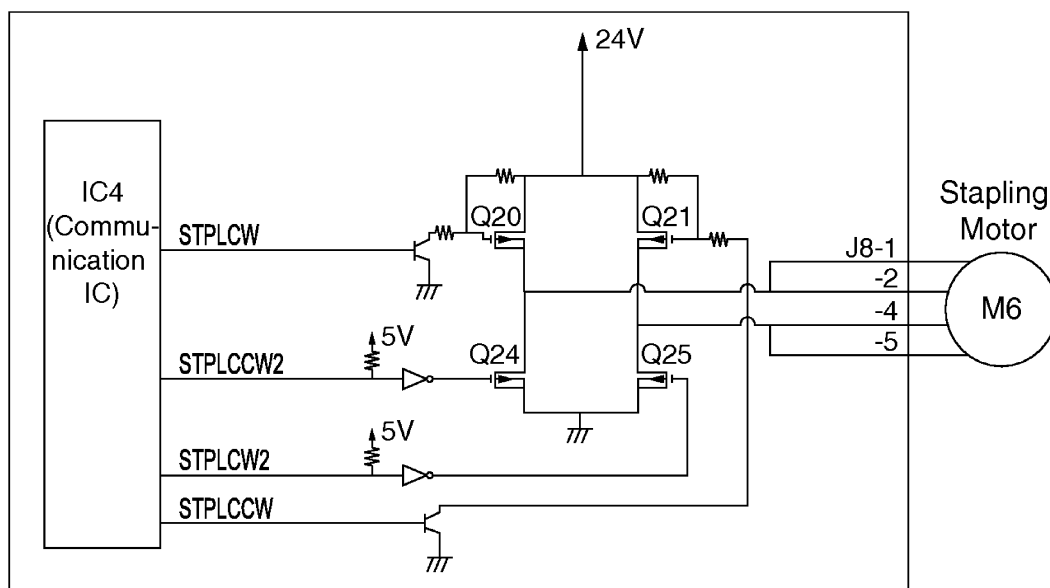 24V
IC4
(Commu-
nication
IC)
STPLCW
Q20
Q21
Stapling
Motor
J8-1
-2
-4
-5
M6
5V
STPLCCW2
Q24
Q25
5V
STPLCW2
STPLCCW